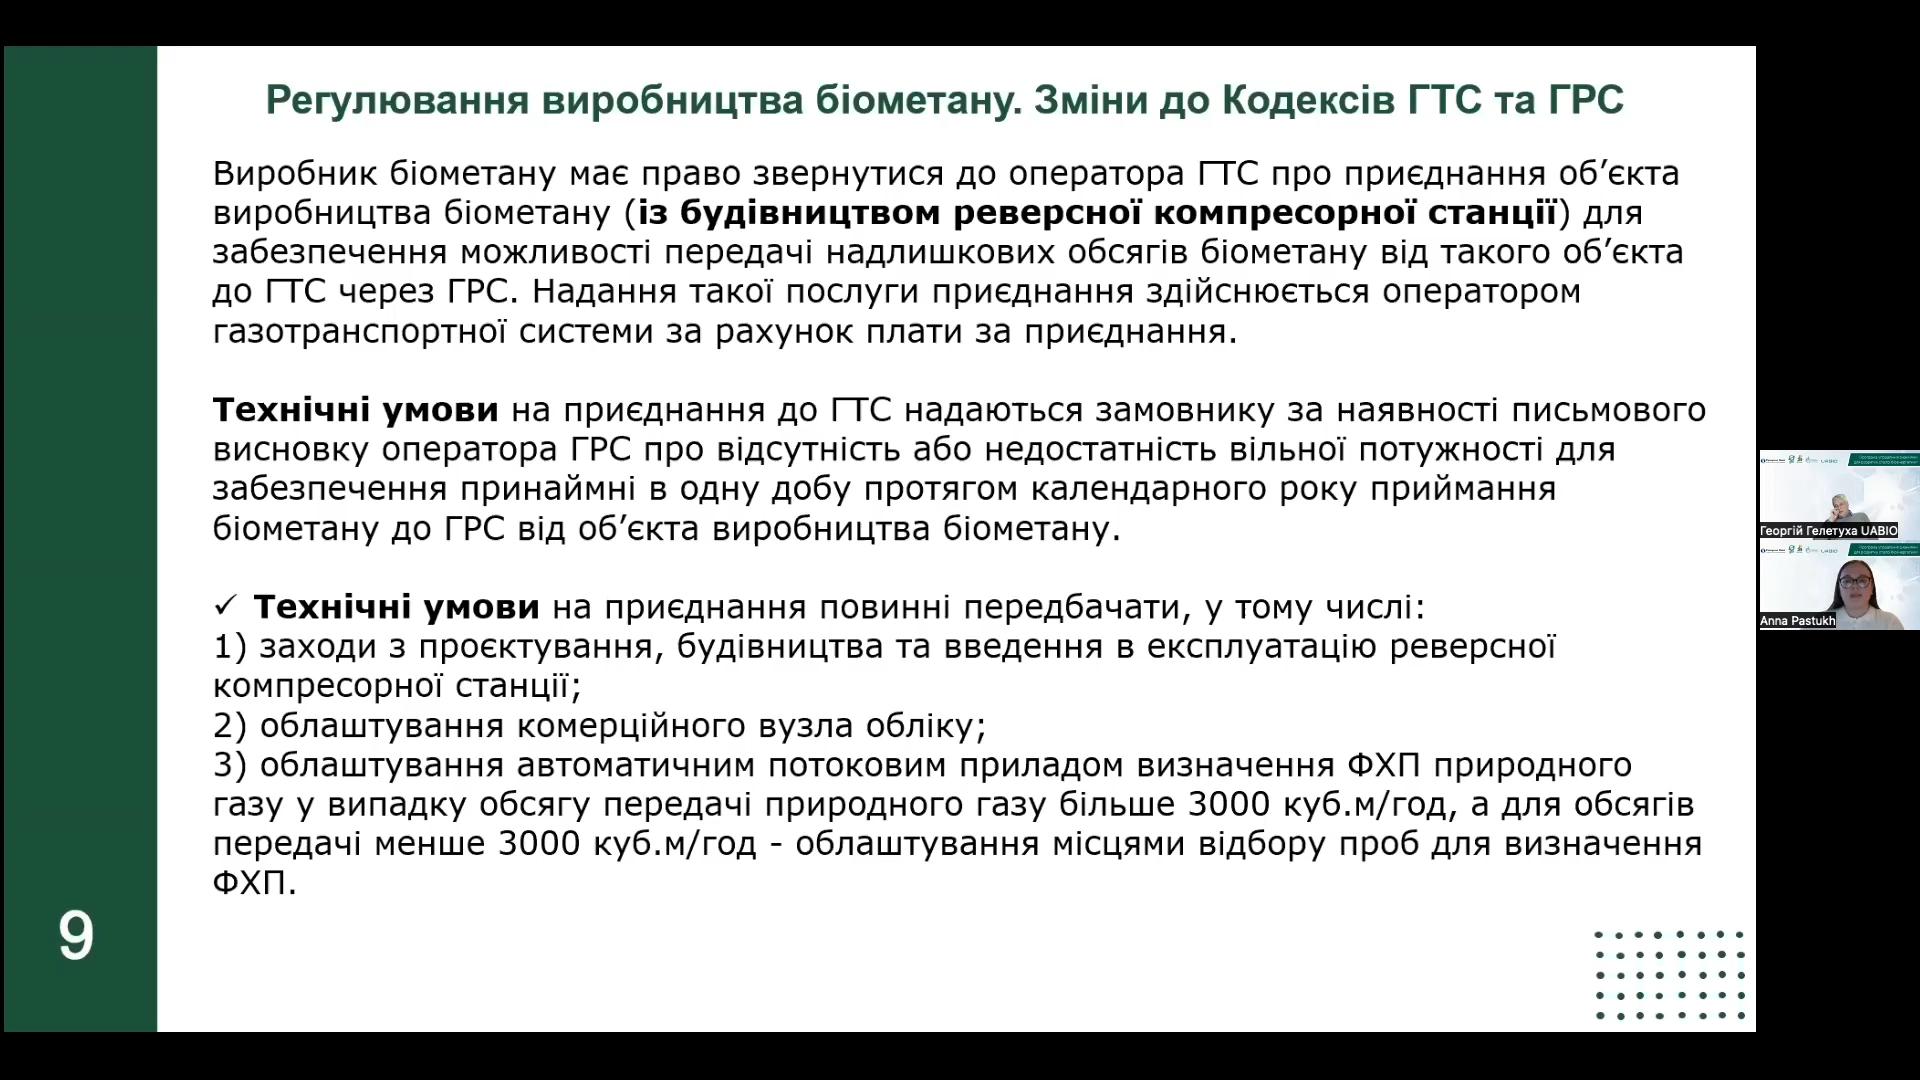 Регулювання виробництва біометану. Зміни до Кодексів ГТС та ГРС
Виробник біометану має право звернутися до оператора ГТС про приєднання об’єкта
виробництва біометану (із будівництвом реверсної компресорної станції) для
забезпечення можливості передачі надлишкових обсягів біометану від такого об’єкта
до ГТС через ГРС. Надання такої послуги приєднання здійснюється оператором
газотранспортної системи за рахунок плати за приєднання.
Технічні умови на приєднання до ГТС надаються замовнику за наявності письмового
висновку оператора ГРС про відсутність або недостатність вільної потужності для
забезпечення принаймні в одну добу протягом календарного року приймання
біометану до ГРС від об’єкта виробництва біометану.
✓ Технічні умови на приєднання повинні передбачати, у тому числі:
1) заходи з проєктування, будівництва та введення в експлуатацію реверсної
компресорної станції;
2) облаштування комерційного вузла обліку;
3) облаштування автоматичним потоковим приладом визначення ФХП природного
газу у випадку обсягу передачі природного газу більше 3000 куб.м/год, а для обсягів
передачі менше 3000 куб.м/год - облаштування місцями відбору проб для визначення
ФХП.
9
Георгій Гелетуха UABIO
Anna Pastukh